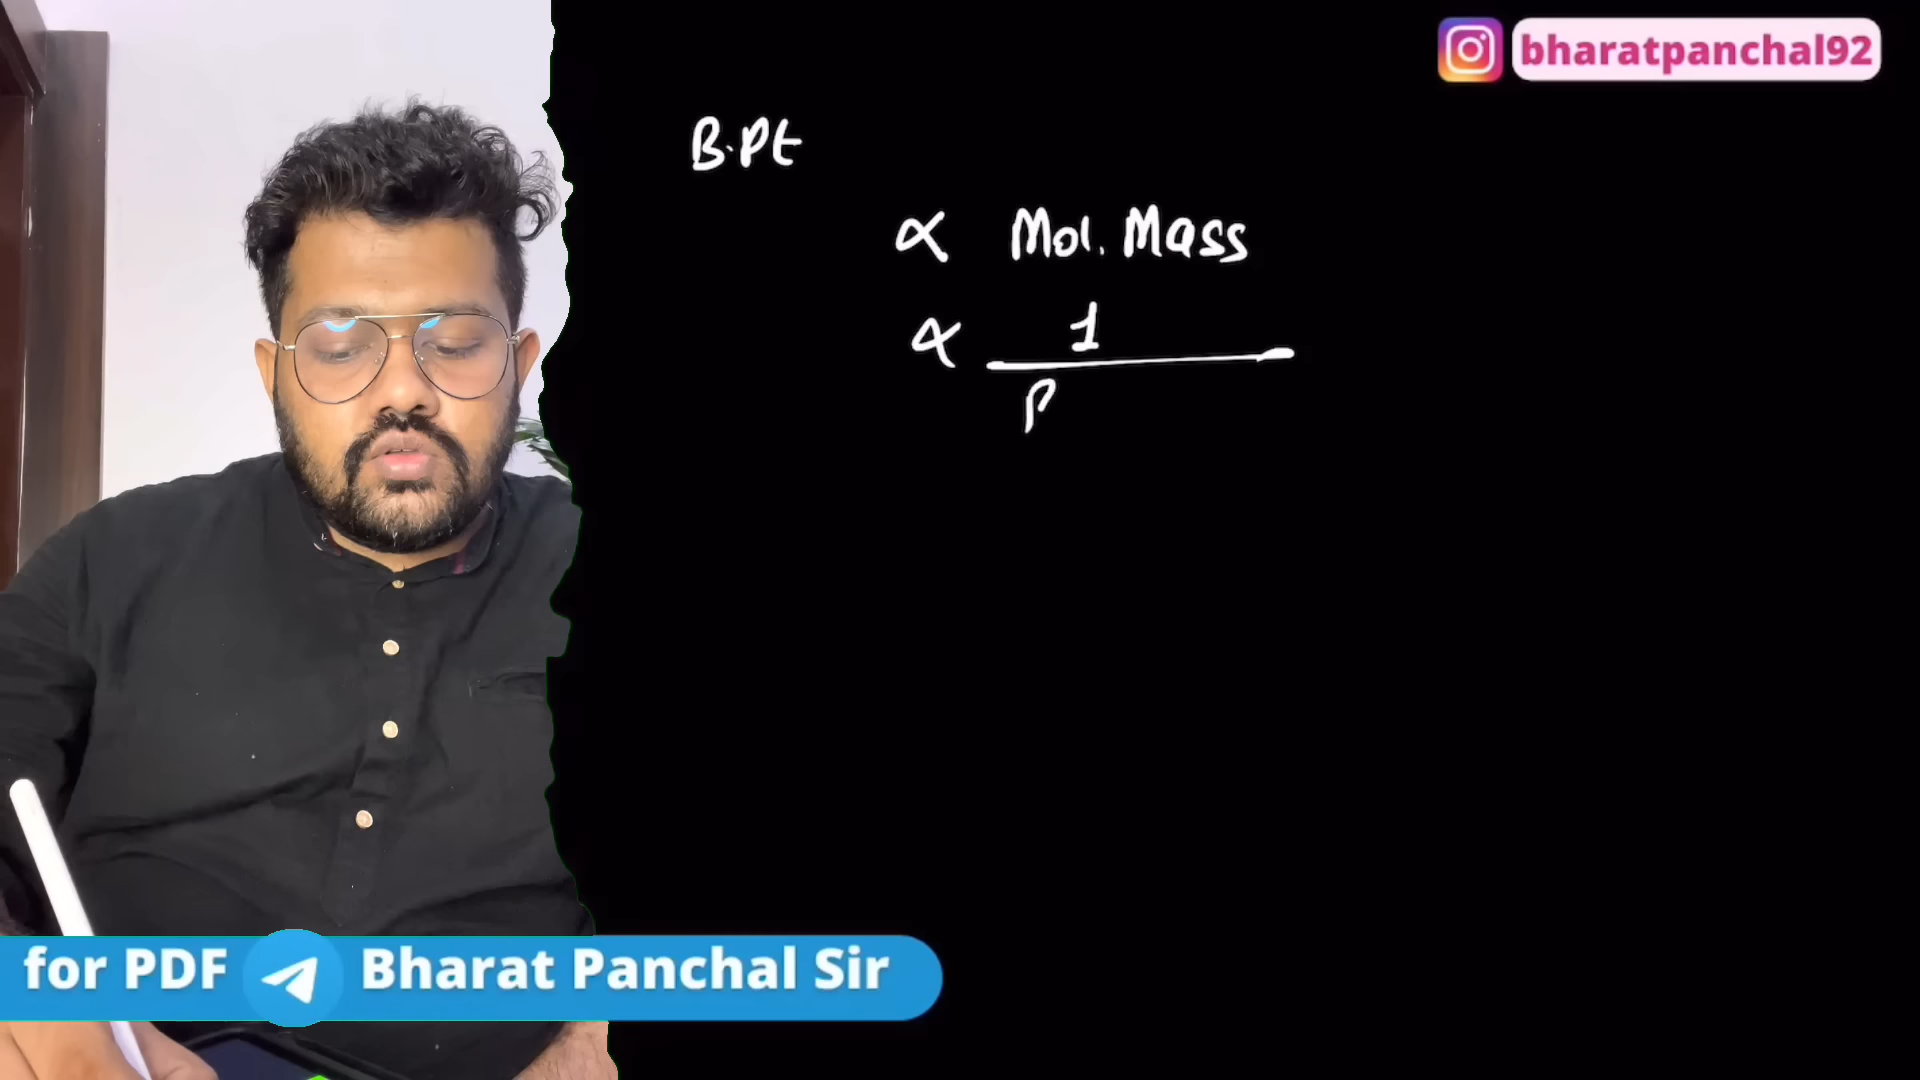 bharatpanchal92
B.Pt
∝ Mol. Mass
∝ 1
P
for PDF Bharat Panchal Sir